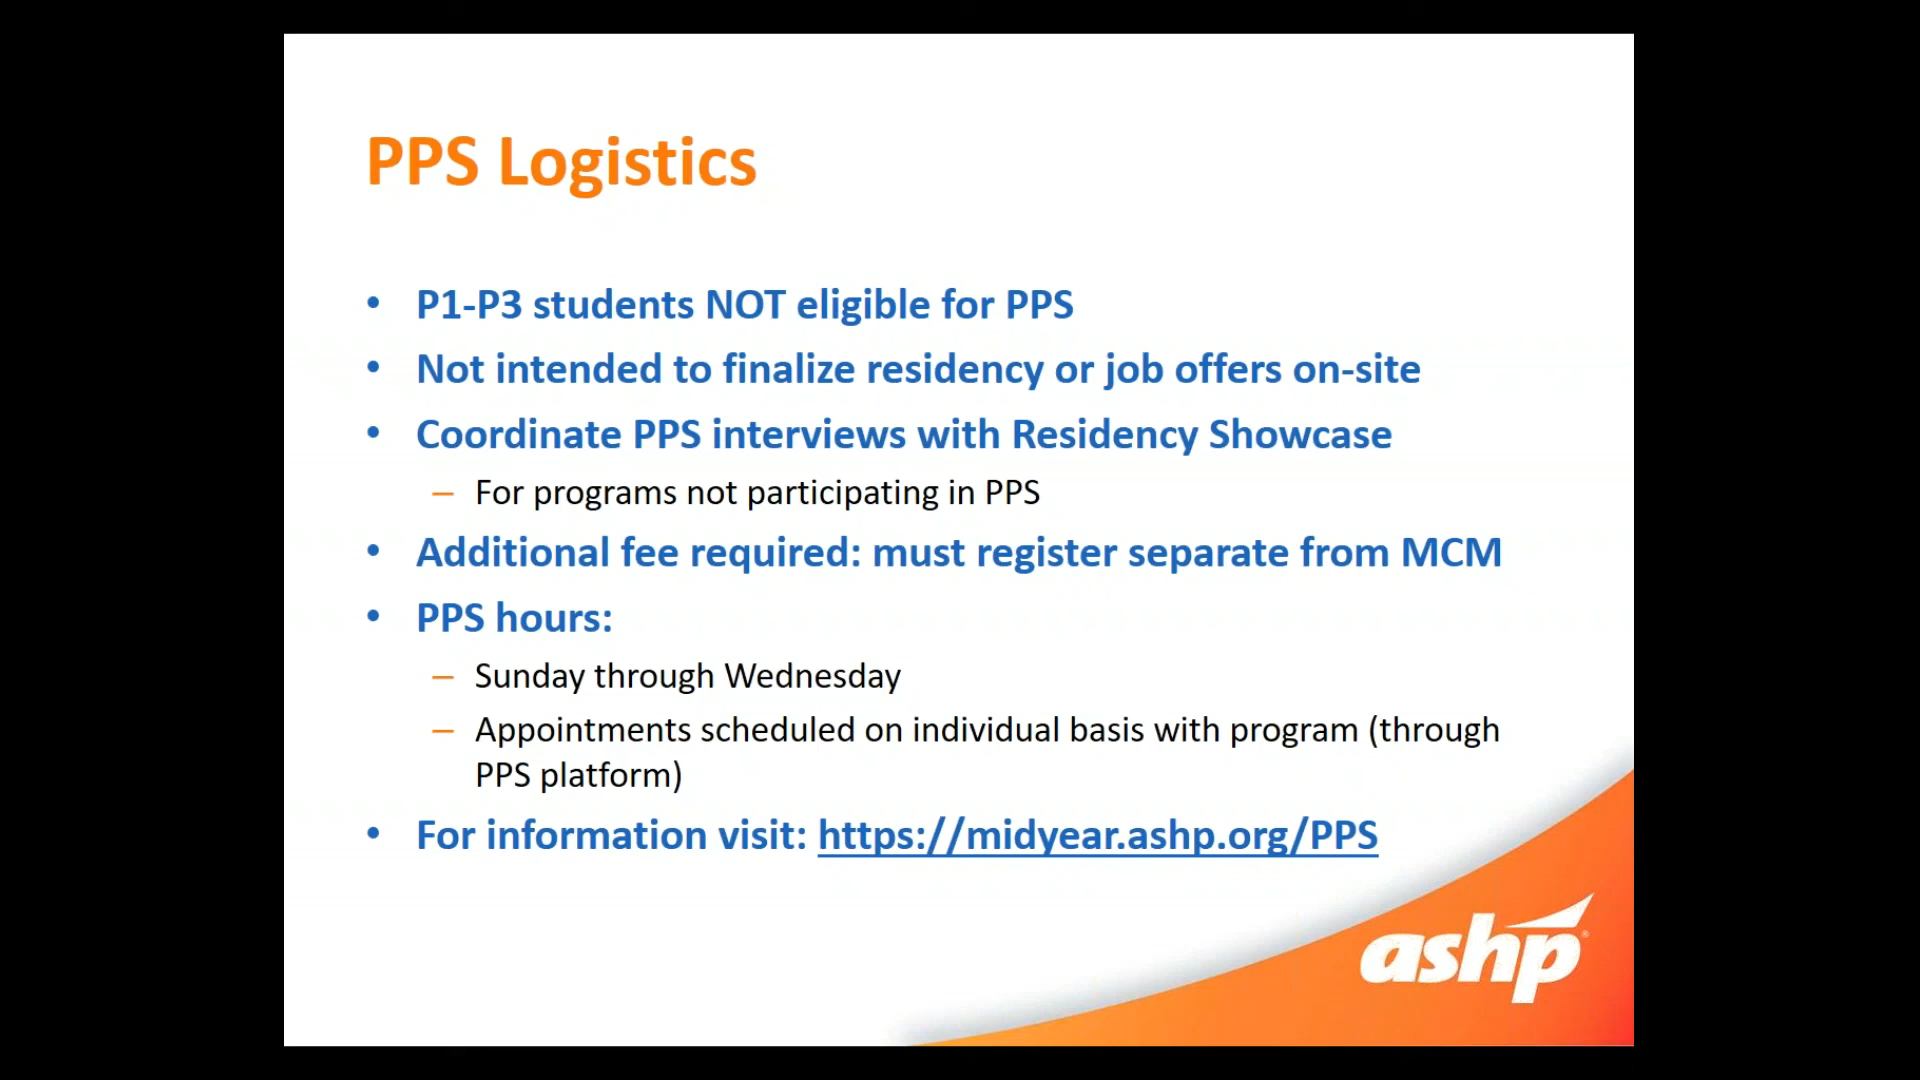 PPS Logistics
• P1-P3 students NOT eligible for PPS
• Not intended to finalize residency or job offers on-site
• Coordinate PPS interviews with Residency Showcase
– For programs not participating in PPS
• Additional fee required: must register separate from MCM
• PPS hours:
– Sunday through Wednesday
– Appointments scheduled on individual basis with program (through
PPS platform)
• For information visit: https://midyear.ashp.org/PPS
ashp®